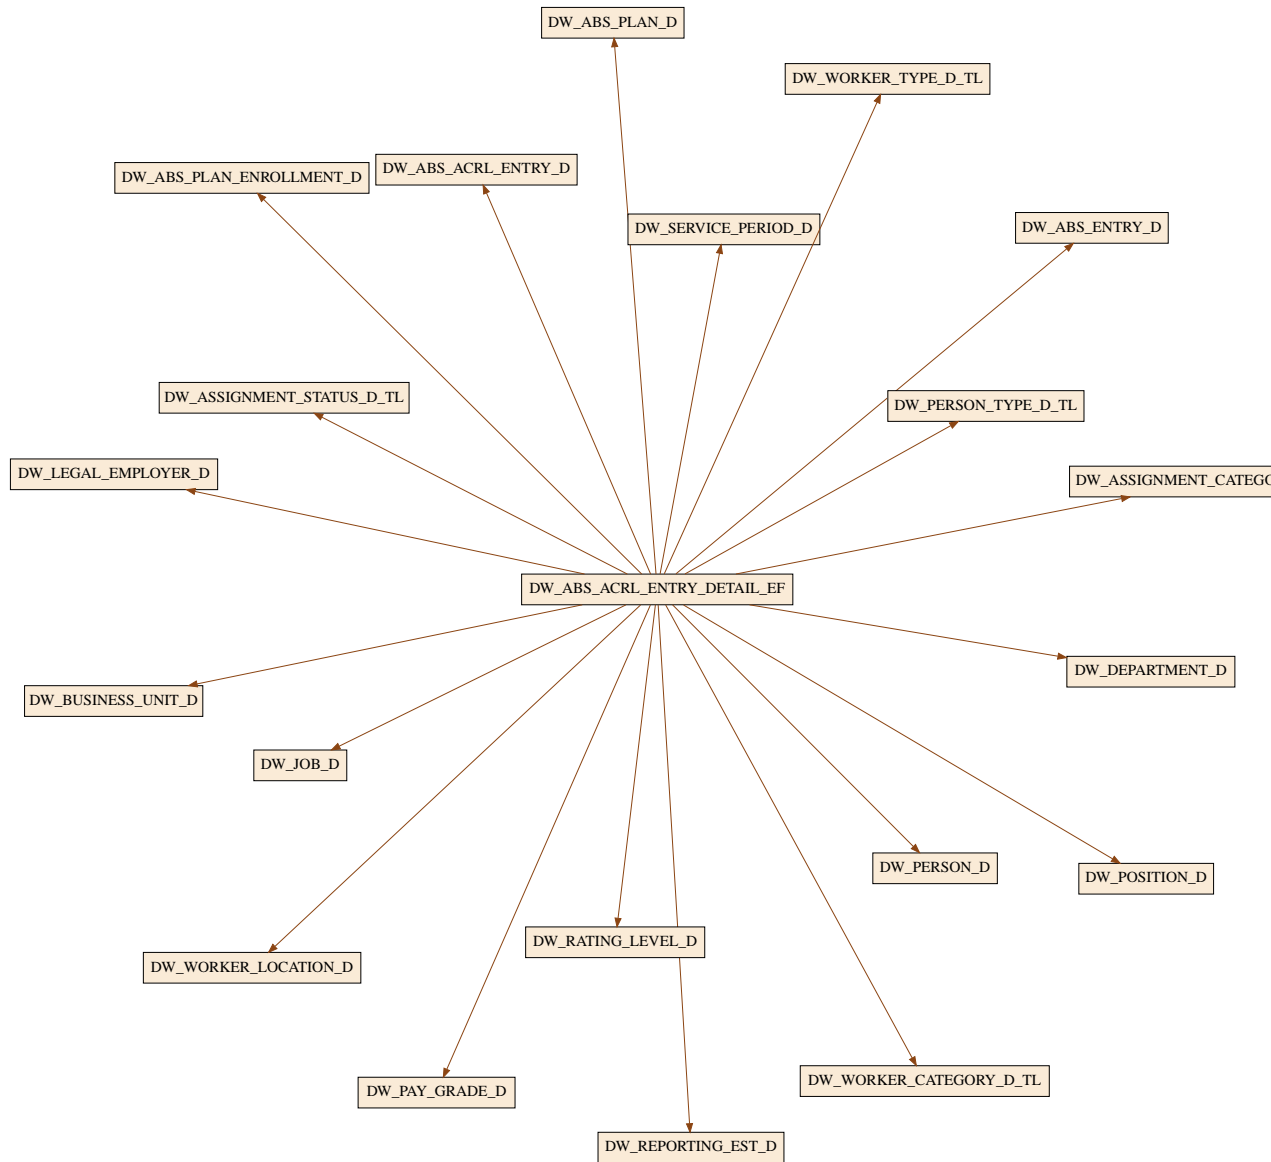 DW_ABS_PLAN_D
DW_WORKER_TYPE_D_TL
DW_ABS_ACRL_ENTRY_D
DW_ABS_PLAN_ENROLLMENT_D
DW_SERVICE_PERIOD_D
DW_ABS_ENTRY_D
DW_ASSIGNMENT_STATUS_D_TL
DW_PERSON_TYPE_D_TL
DW_LEGAL_EMPLOYER_D
DW_ASSIGNMENT_CATEGO
DW_ABS_ACRL_ENTRY_DETAIL_EF
DW_DEPARTMENT_D
DW_BUSINESS_UNIT_D
DW_JOB_D
DW_PERSON_D
DW_POSITION_D
DW_RATING_LEVEL_D
DW_WORKER_LOCATION_D
DW_WORKER_CATEGORY_D_TL
DW_PAY_GRADE_D
DW_REPORTING_EST_D